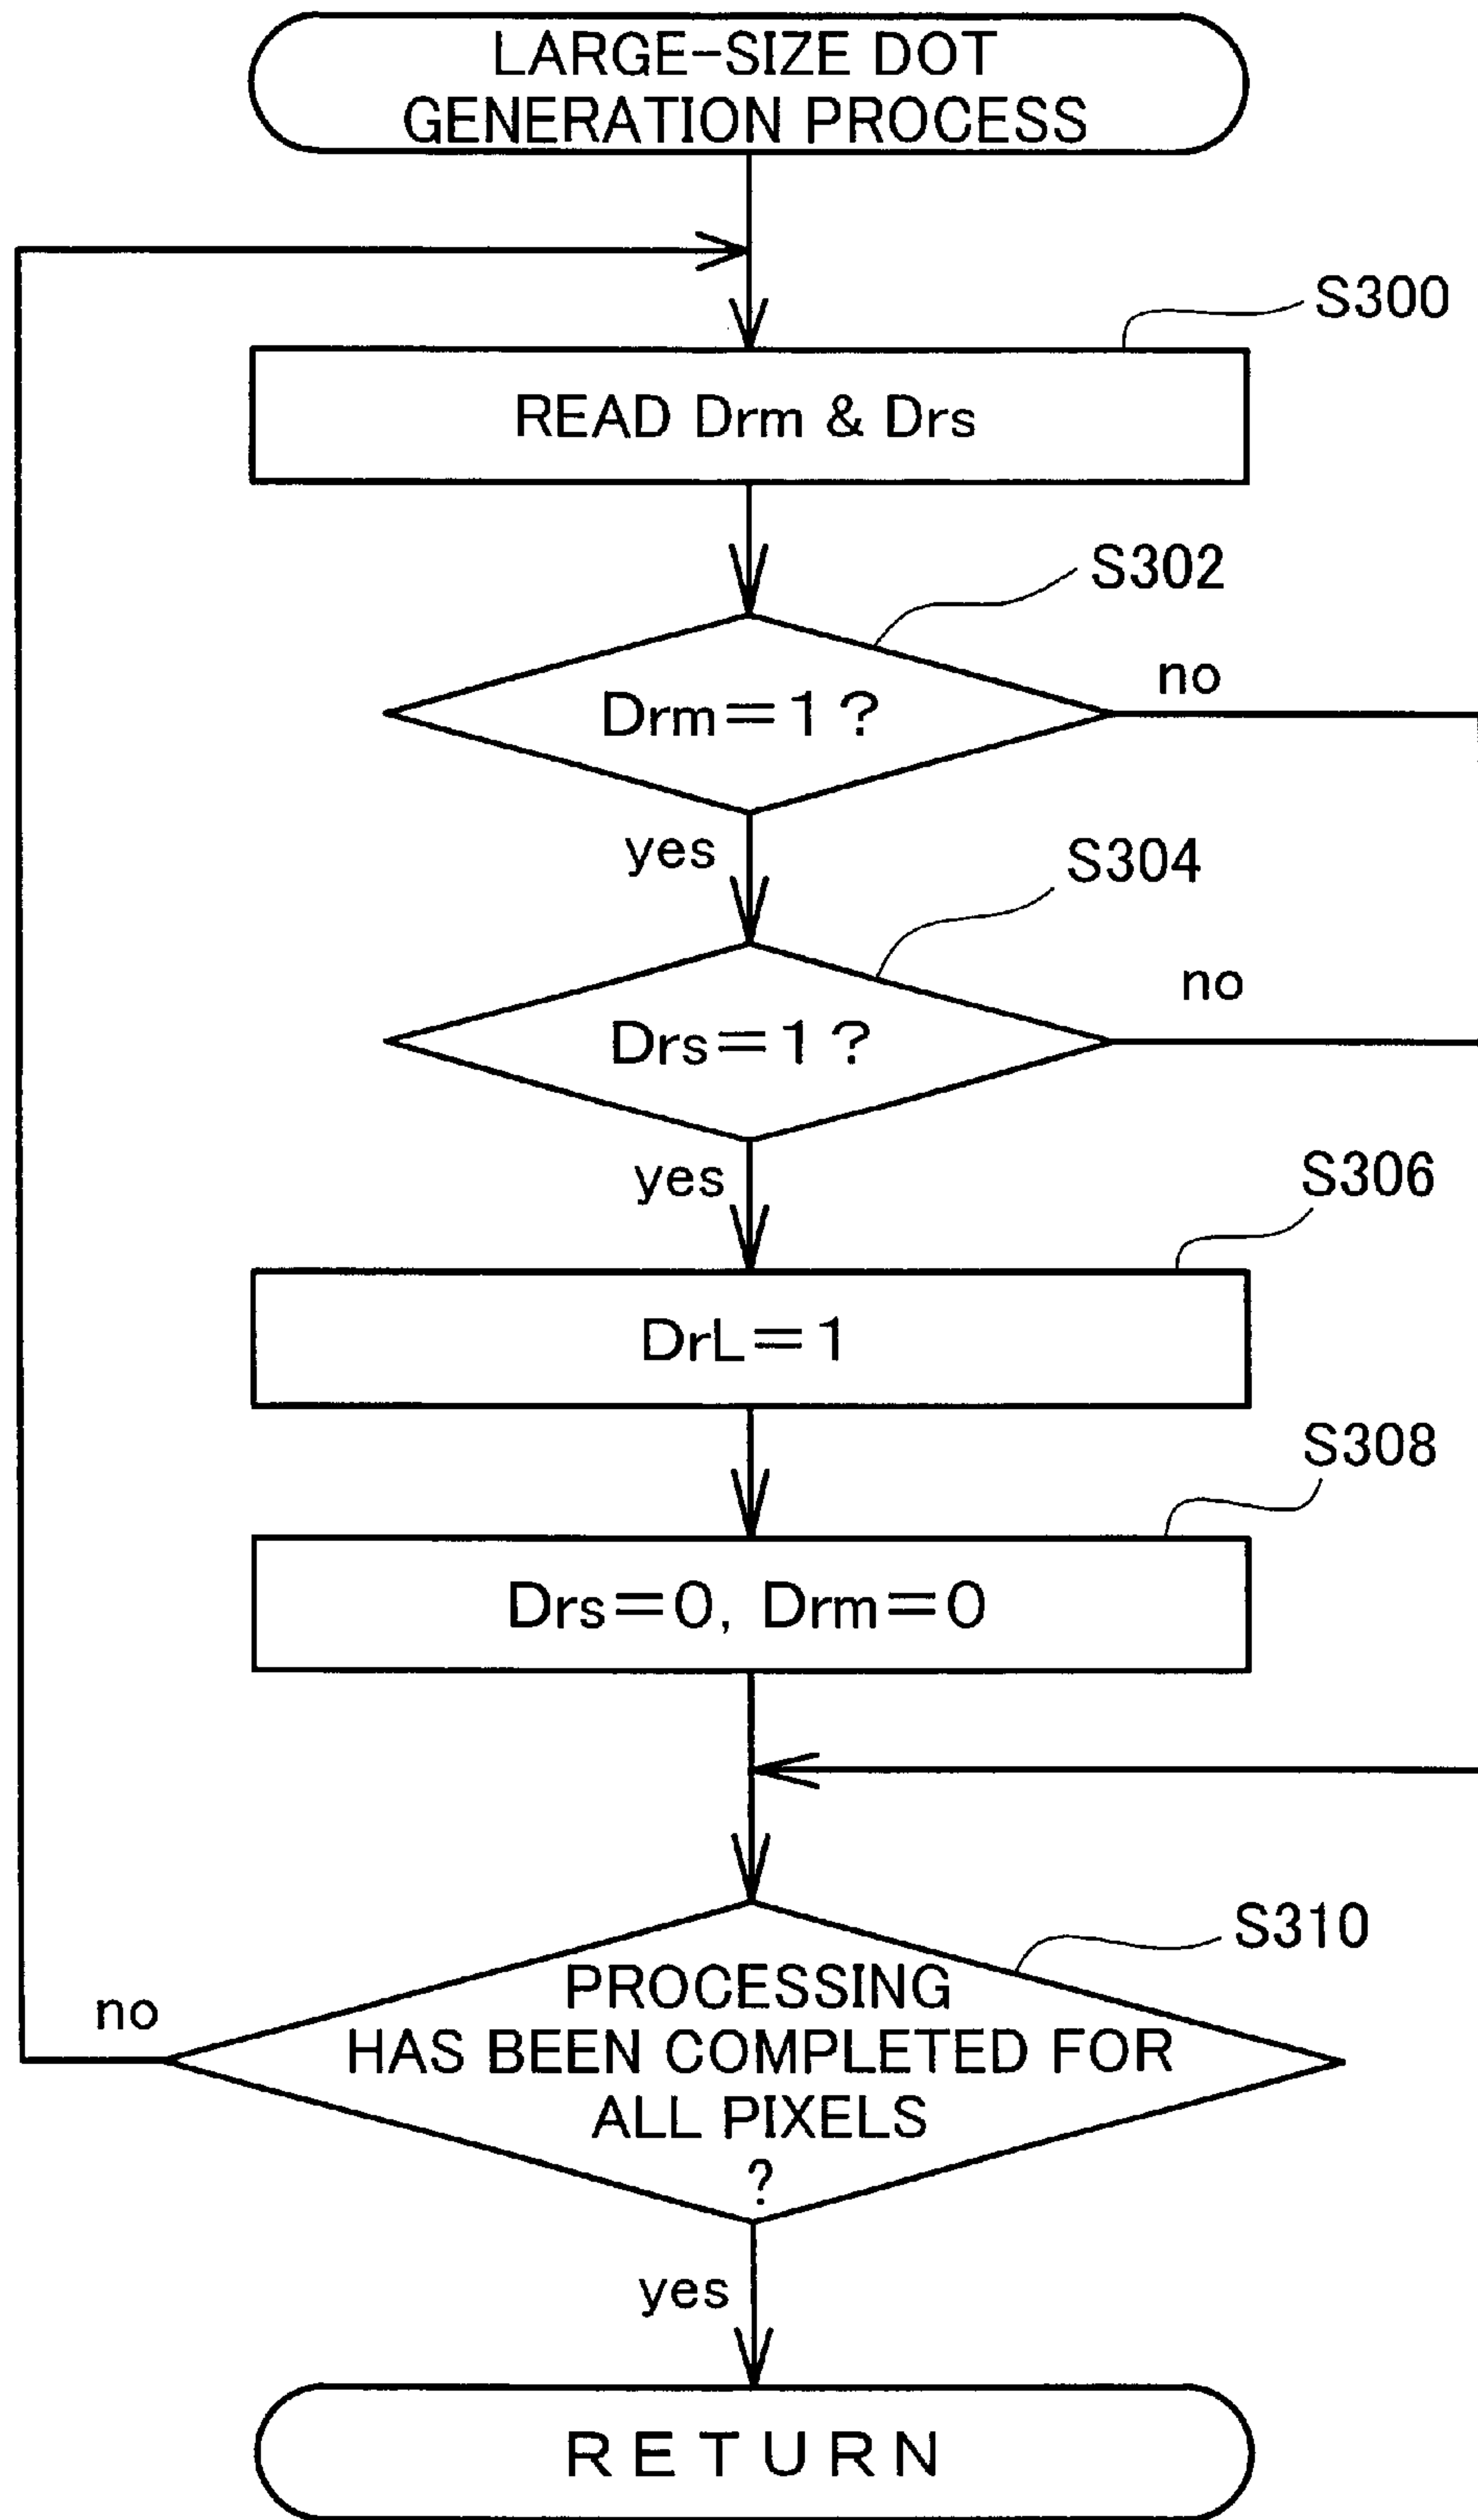 LARGE-SIZE DOT
GENERATION PROCESS
S300
READ Drm & Drs
S302
Drm=1?
no
yes
S304
Drs=1?
no
yes
S306
DrL=1
S308
Drs=0, Drm=0
S310
PROCESSING
HAS BEEN COMPLETED FOR
ALL PIXELS
?
no
yes
RETURN